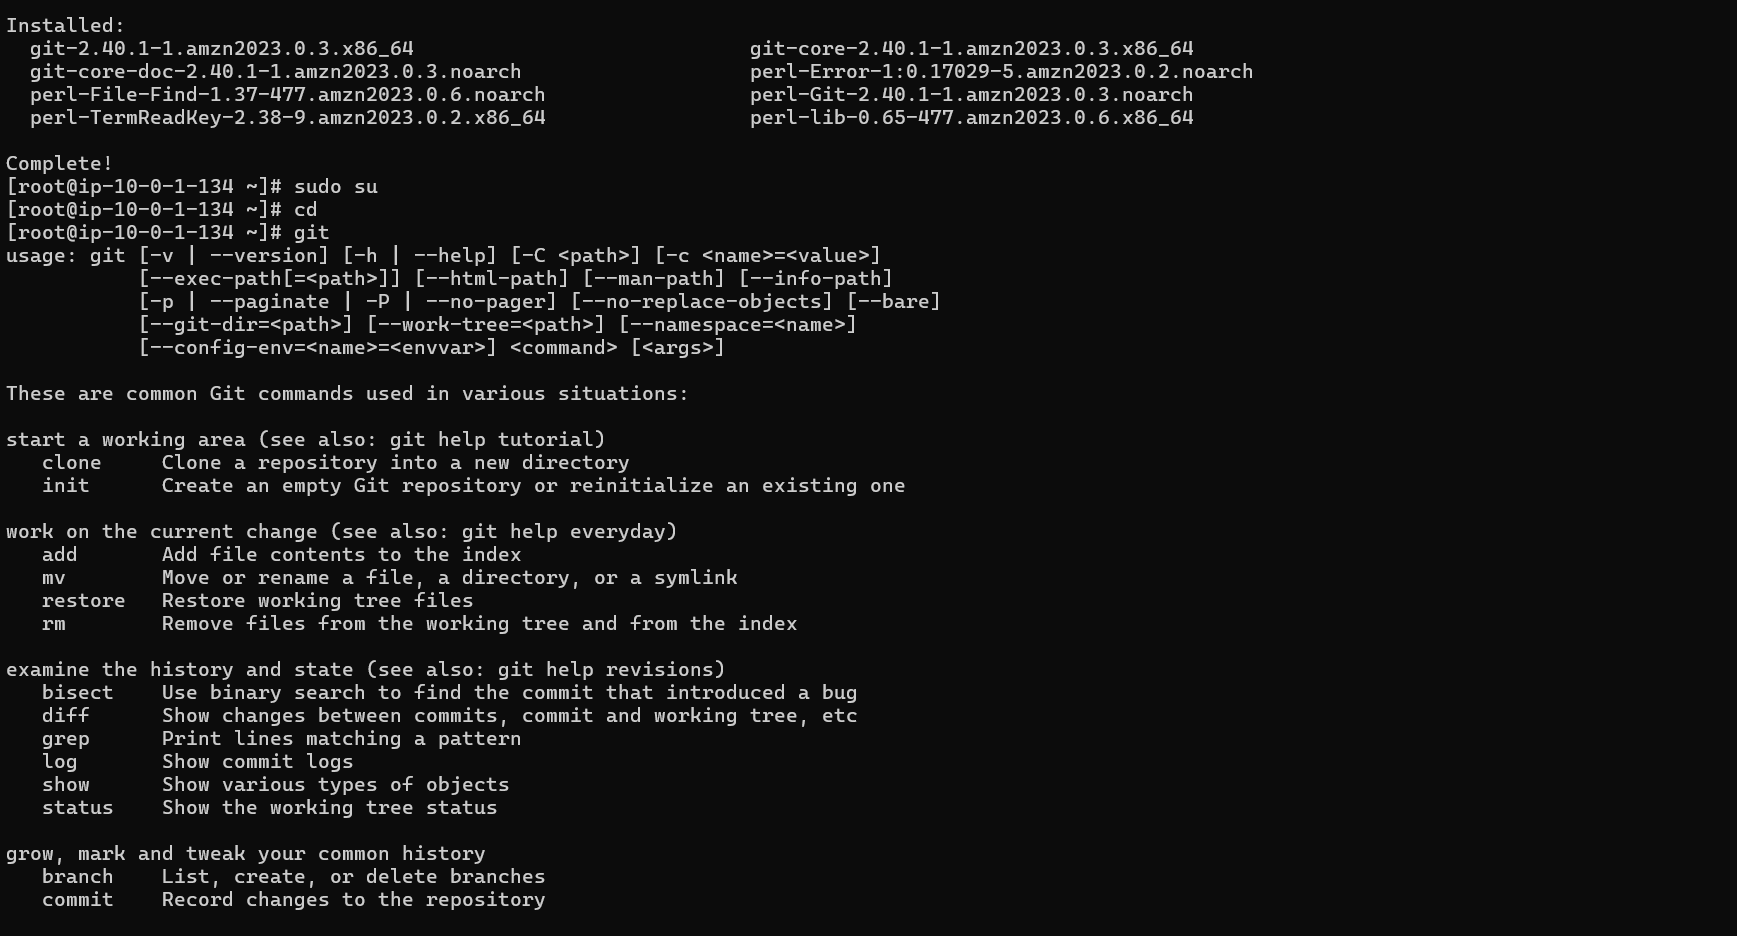 Installed:
  git-2.40.1-1.amzn2023.0.3.x86_64                            git-core-2.40.1-1.amzn2023.0.3.x86_64
  git-core-doc-2.40.1-1.amzn2023.0.3.noarch                   perl-Error-1:0.17029-5.amzn2023.0.2.noarch
  perl-File-Find-1.37-477.amzn2023.0.6.noarch                 perl-Git-2.40.1-1.amzn2023.0.3.noarch
  perl-TermReadKey-2.38-9.amzn2023.0.2.x86_64                 perl-lib-0.65-477.amzn2023.0.6.x86_64

Complete!
[root@ip-10-0-1-134 ~]# sudo su
[root@ip-10-0-1-134 ~]# cd
[root@ip-10-0-1-134 ~]# git
usage: git [-v | --version] [-h | --help] [-C <path>] [-c <name>=<value>]
           [--exec-path[=<path>]] [--html-path] [--man-path] [--info-path]
           [-p | --paginate | -P | --no-pager] [--no-replace-objects] [--bare]
           [--git-dir=<path>] [--work-tree=<path>] [--namespace=<name>]
           [--config-env=<name>=<envvar>] <command> [<args>]

These are common Git commands used in various situations:

start a working area (see also: git help tutorial)
   clone     Clone a repository into a new directory
   init      Create an empty Git repository or reinitialize an existing one

work on the current change (see also: git help everyday)
   add       Add file contents to the index
   mv        Move or rename a file, a directory, or a symlink
   restore   Restore working tree files
   rm        Remove files from the working tree and from the index

examine the history and state (see also: git help revisions)
   bisect    Use binary search to find the commit that introduced a bug
   diff      Show changes between commits, commit and working tree, etc
   grep      Print lines matching a pattern
   log       Show commit logs
   show      Show various types of objects
   status    Show the working tree status

grow, mark and tweak your common history
   branch    List, create, or delete branches
   commit    Record changes to the repository